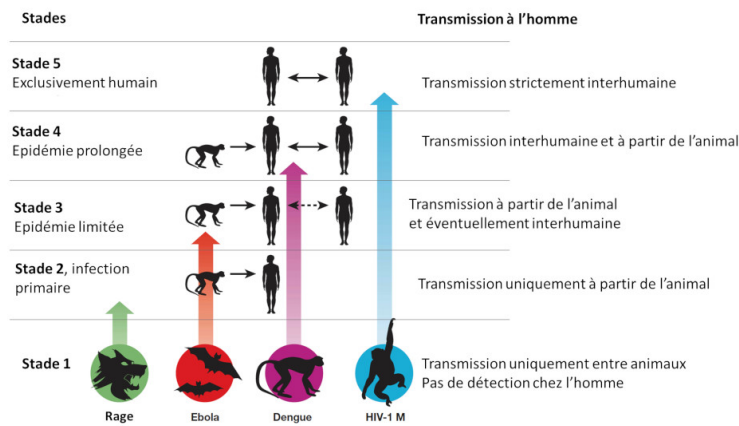 Stades
Transmission à l'homme
Stade 5
Exclusivement humain
Transmission strictement interhumaine
Stade 4
Epidémie prolongée
Transmission interhumaine et à partir de l'animal
Stade 3
Epidémie limitée
Transmission à partir de l'animal
et éventuellement interhumaine
Stade 2, infection
primaire
Transmission uniquement à partir de l'animal
Stade 1
Transmission uniquement entre animaux
Pas de détection chez l'homme
Rage
Ebola
Dengue
HIV-1 M